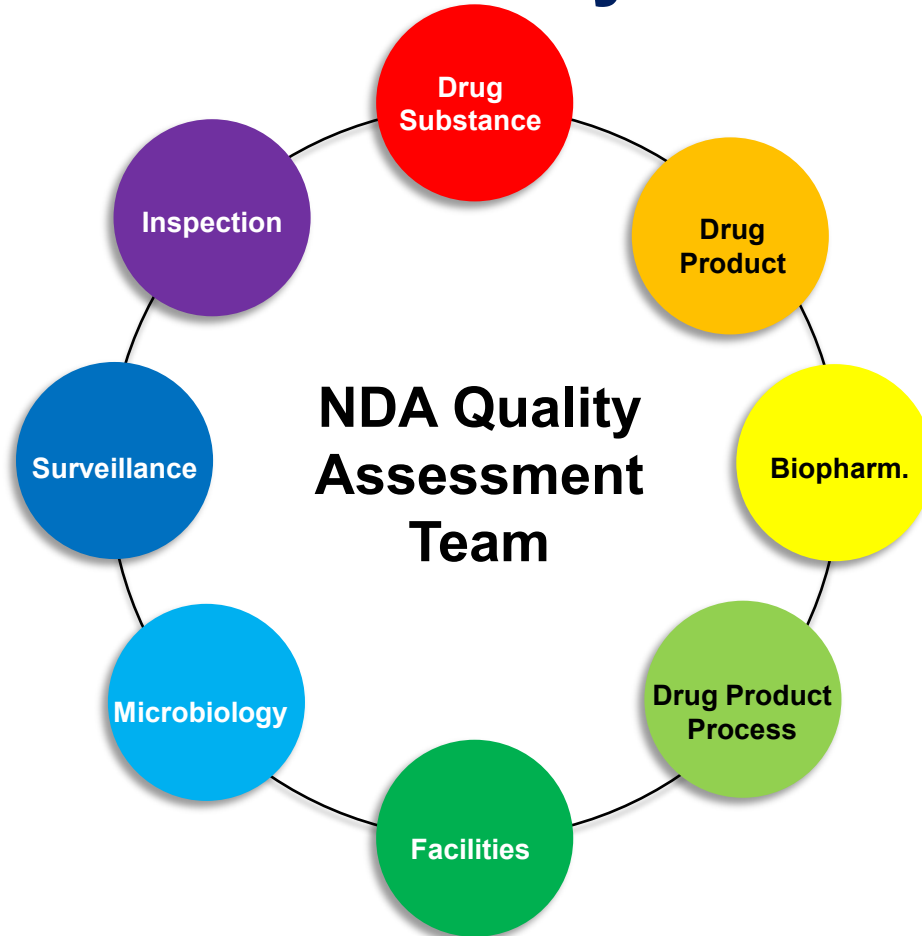 Drug
Substance
Drug
Product
Biopharm.
Drug Product
Process
Facilities
Microbiology
Surveillance
Inspection
NDA Quality
Assessment
Team